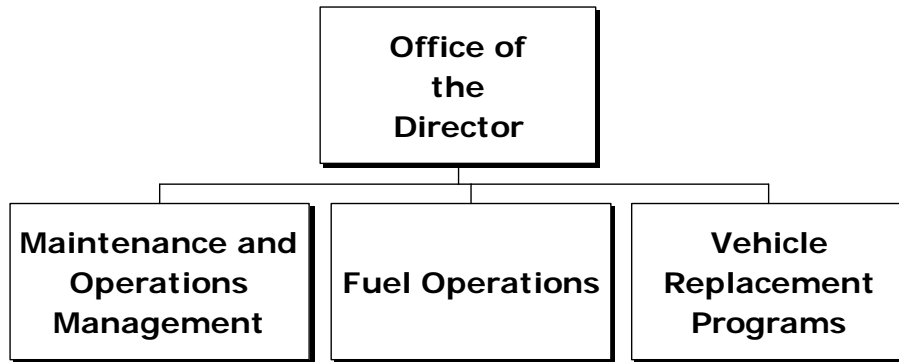 Office of
the
Director
Maintenance and
Operations
Management
Fuel Operations
Vehicle
Replacement
Programs